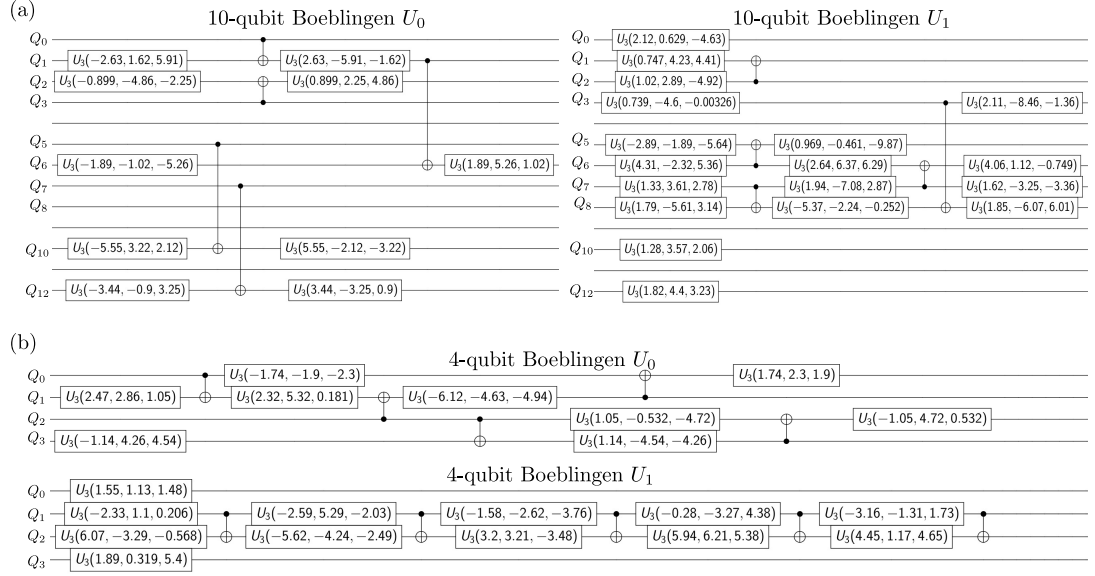 (a)
10-qubit Boeblingen U₀
Q₀
Q₁ U₃(−2.63, 1.62, 5.91) U₃(2.63, −5.91, −1.62)
Q₂ U₃(−0.899, −4.86, −2.25) U₃(0.899, 2.25, 4.86)
Q₃
Q₅
Q₆ U₃(−1.89, −1.02, −5.26) U₃(1.89, 5.26, 1.02)
Q₇
Q₈
Q₁₀ U₃(−5.55, 3.22, 2.12) U₃(5.55, −2.12, −3.22)
Q₁₂ U₃(−3.44, −0.9, 3.25) U₃(3.44, −3.25, 0.9)
10-qubit Boeblingen U₁
Q₀ U₃(2.12, 0.629, −4.63)
Q₁ U₃(0.747, 4.23, 4.41)
Q₂ U₃(1.02, 2.89, −4.92)
Q₃ U₃(0.739, −4.6, −0.00326) U₃(2.11, −8.46, −1.36)
Q₅ U₃(−2.89, −1.89, −5.64) U₃(0.969, −0.461, −9.87)
Q₆ U₃(4.31, −2.32, 5.36) U₃(2.64, 6.37, 6.29) U₃(4.06, 1.12, −0.749)
Q₇ U₃(1.33, 3.61, 2.78) U₃(1.94, −7.08, 2.87) U₃(1.62, −3.25, −3.36)
Q₈ U₃(1.79, −5.61, 3.14) U₃(−5.37, −2.24, −0.252) U₃(1.85, −6.07, 6.01)
Q₁₀ U₃(1.28, 3.57, 2.06)
Q₁₂ U₃(1.82, 4.4, 3.23)
(b)
4-qubit Boeblingen U₀
Q₀ U₃(−1.74, −1.9, −2.3) U₃(1.74, 2.3, 1.9)
Q₁ U₃(2.47, 2.86, 1.05) U₃(2.32, 5.32, 0.181) U₃(−6.12, −4.63, −4.94)
Q₂ U₃(1.05, −0.532, −4.72) U₃(−1.05, 4.72, 0.532)
Q₃ U₃(−1.14, 4.26, 4.54) U₃(1.14, −4.54, −4.26)
4-qubit Boeblingen U₁
Q₀ U₃(1.55, 1.13, 1.48)
Q₁ U₃(−2.33, 1.1, 0.206) U₃(−2.59, 5.29, −2.03) U₃(−1.58, −2.62, −3.76) U₃(−0.28, −3.27, 4.38) U₃(−3.16, −1.31, 1.73)
Q₂ U₃(6.07, −3.29, −0.568) U₃(−5.62, −4.24, −2.49) U₃(3.2, 3.21, −3.48) U₃(5.94, 6.21, 5.38) U₃(4.45, 1.17, 4.65)
Q₃ U₃(1.89, 0.319, 5.4)